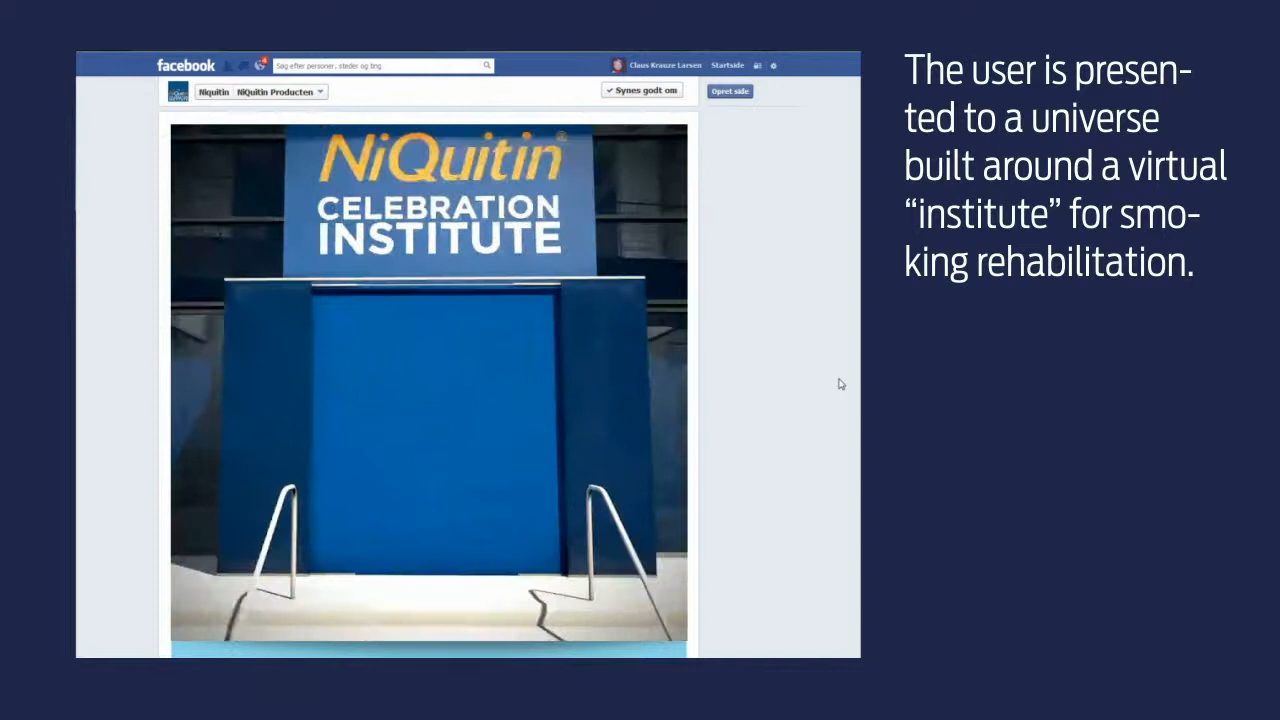 facebook
Søg efter personer, steder og ting
Claus Krauze Larsen Startside
Niquitin NiQuitin Producten
Synes godt om
Opret side
NiQuitin®
CELEBRATION
INSTITUTE
The user is presen-
ted to a universe
built around a virtual
“institute” for smo-
king rehabilitation.